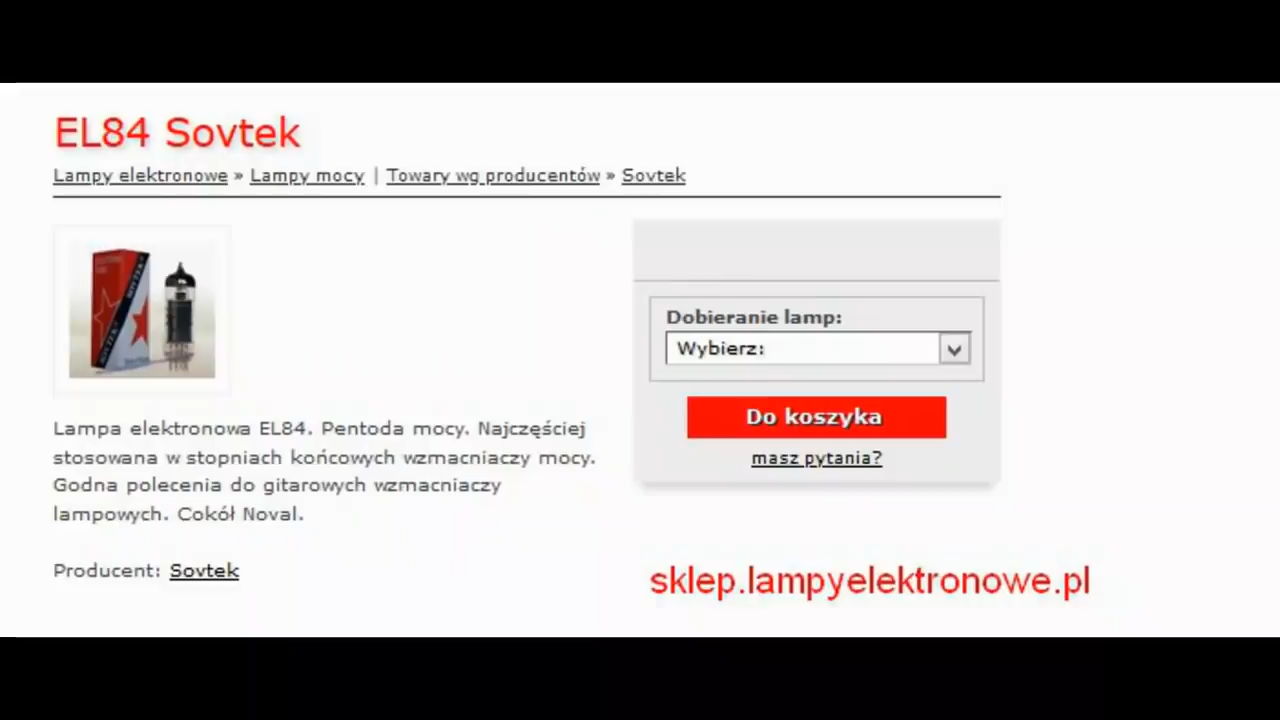 EL84 Sovtek
Lampy elektronowe » Lampy mocy | Towary wg producentów » Sovtek
Dobieranie lamp:
Wybierz:
Do koszyka
masz pytania?
Lampa elektronowa EL84. Pentoda mocy. Najczęściej
stosowana w stopniach końcowych wzmacniaczy mocy.
Godna polecenia do gitarowych wzmacniaczy
lampowych. Cokół Noval.
Producent: Sovtek
sklep.lampyelektronowe.pl